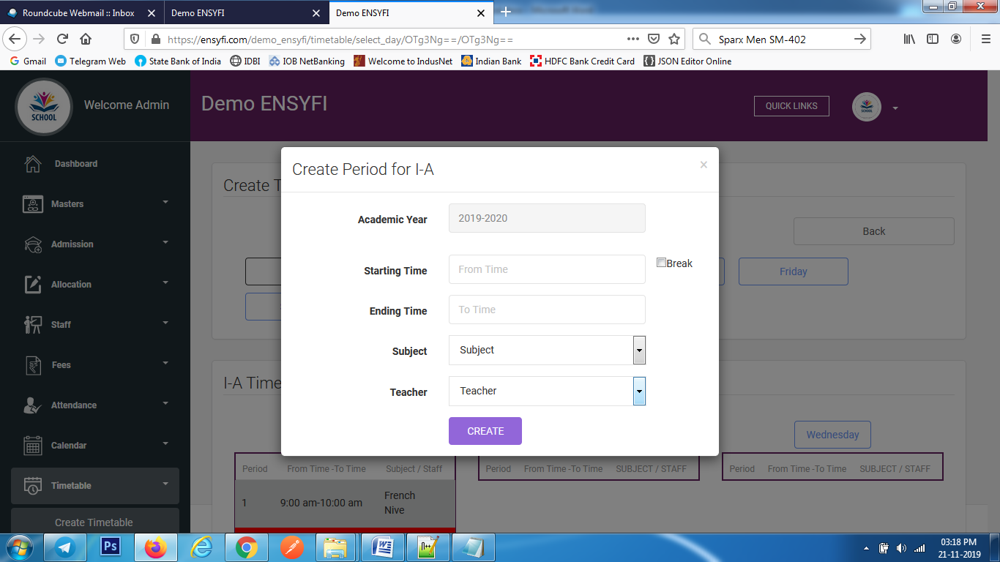 Roundcube Webmail :: Inbox
Demo ENSYFI
Demo ENSYFI
https://ensyfi.com/demo_ensyfi/timetable/select_day/OTg3Ng==/OTg3Ng==
Sparx Men SM-402
Gmail Telegram Web State Bank of India IDBI IOB NetBanking Welcome to IndusNet Indian Bank HDFC Bank Credit Card JSON Editor Online
SCHOOL
Welcome Admin
Demo ENSYFI
QUICK LINKS
Dashboard
Masters
Admission
Allocation
Staff
Fees
Attendance
Calendar
Timetable
Create Timetable
Create T
Back
Friday
Create Period for I-A
×
Academic Year 2019-2020
Starting Time From Time Break
Ending Time To Time
Subject Subject
Teacher Teacher
CREATE
I-A Time
Wednesday
Period From Time -To Time Subject / Staff
1 9:00 am-10:00 am French
Nive
Period From Time -To Time SUBJECT / STAFF
Period From Time -To Time SUBJECT / STAFF
Ps
03:18 PM
21-11-2019